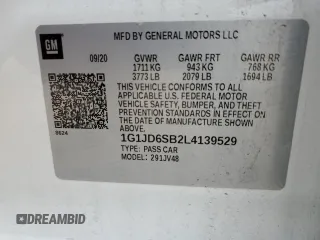 GM
MFD BY GENERAL MOTORS LLC
09/20 GVWR GAWR FRT GAWR RR
1711 KG 943 KG 768 KG
3773 LB 2079 LB 1694 LB
THIS VEHICLE CONFORMS TO ALL APPLICABLE
U.S. FEDERAL MOTOR
VEHICLE SAFETY, BUMPER, AND THEFT
PREVENTION STANDARDS IN EFFECT ON THE
DATE OF MANUFACTURE SHOWN ABOVE.
1G1JD6SB2L4139529
TYPE: PASS CAR
MODEL: 291JV48
DREAMBID